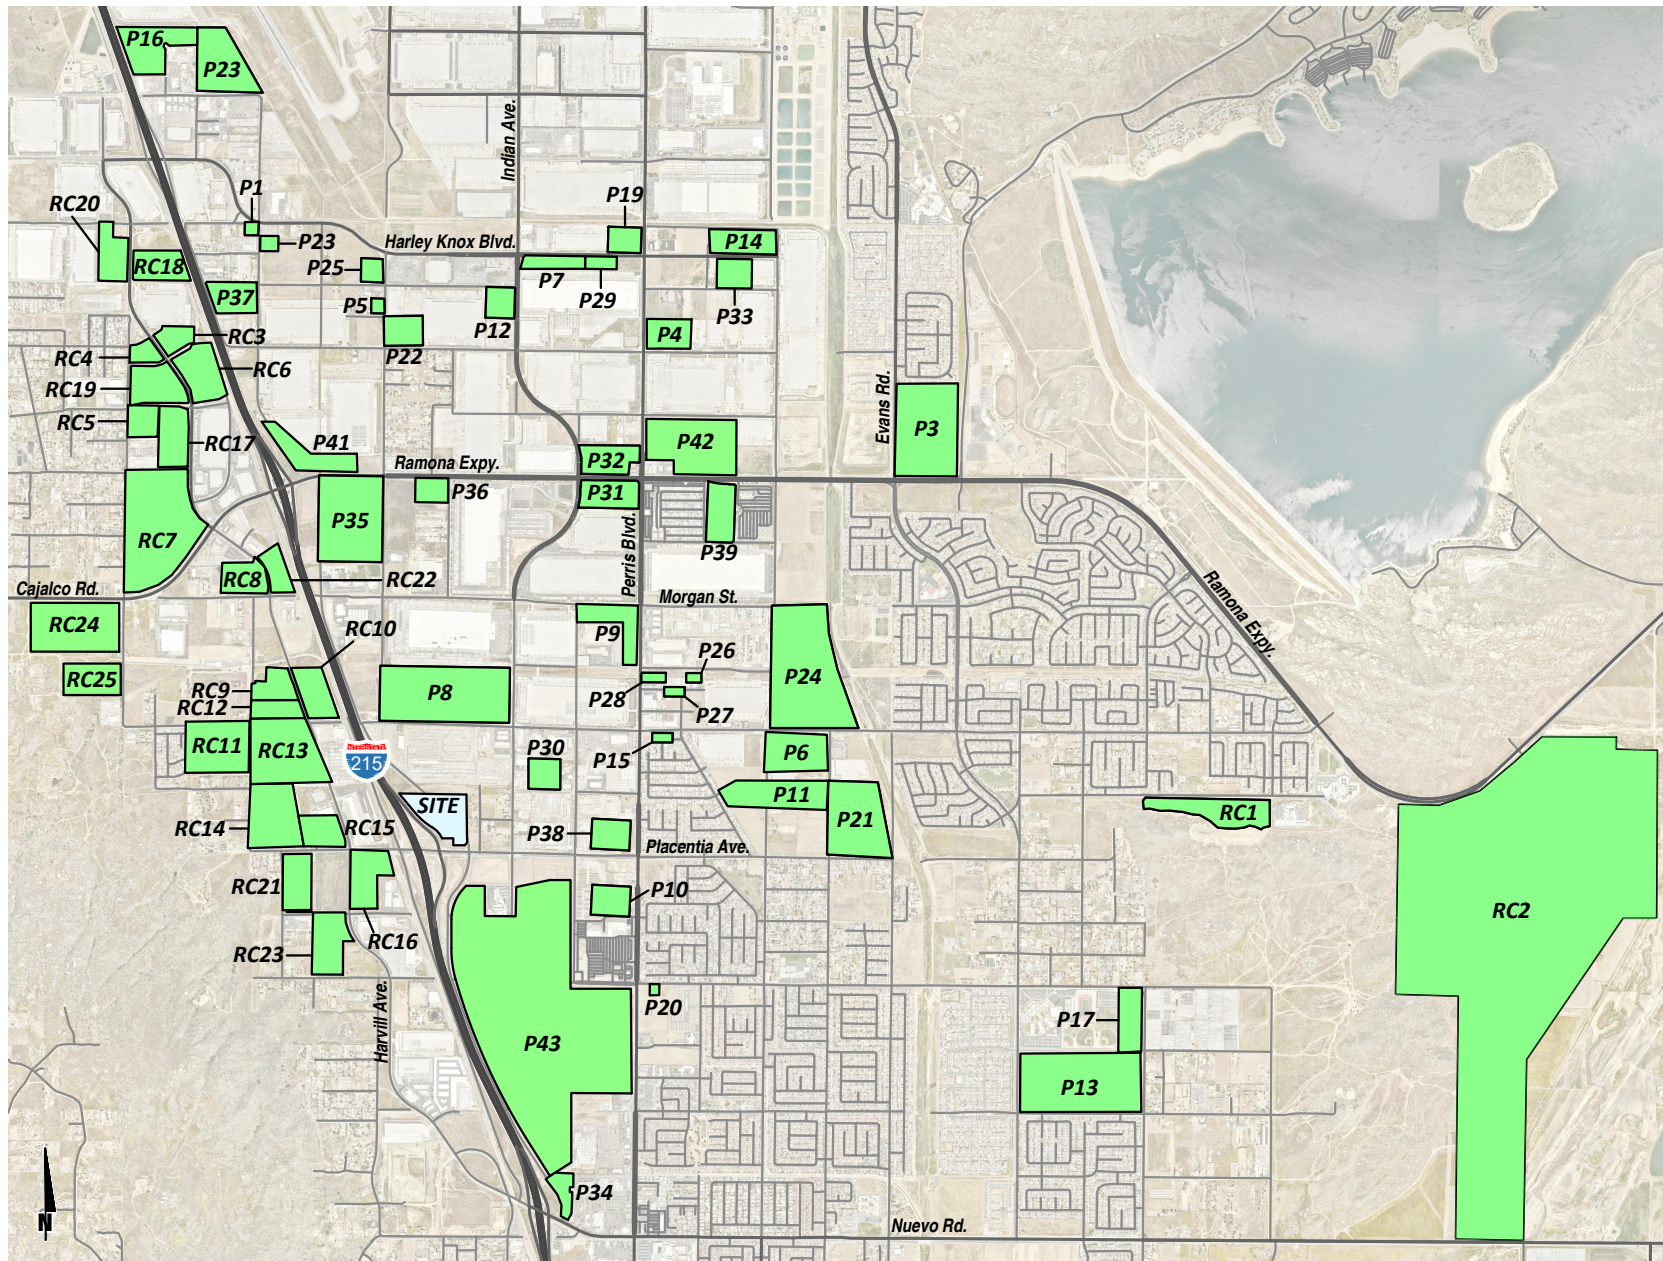 P16
P23
Indian Ave.
P1
RC20
P19
P23
Harley Knox Blvd.
P14
RC18
P25
P7
P29
P37
P5
P12
P33
RC3
P4
RC4
P22
RC6
RC19
Evans Rd.
RC5
P3
RC17
P41
P42
Ramona Expy.
P32
P36
P31
P35
Perris Blvd.
RC7
P39
RC8
RC22
Cajalco Rd.
Morgan St.
Ramona Expy.
RC24
RC10
P9
P26
RC25
RC9
P8
P28
P24
RC12
P27
RC11
RC13
P30
P15
P6
INTERSTATE
215
P11
SITE
RC1
P21
RC14
RC15
P38
Placentia Ave.
RC21
P10
RC2
RC16
RC23
Harvill Ave.
P20
P17
P43
P13
P34
N
Nuevo Rd.